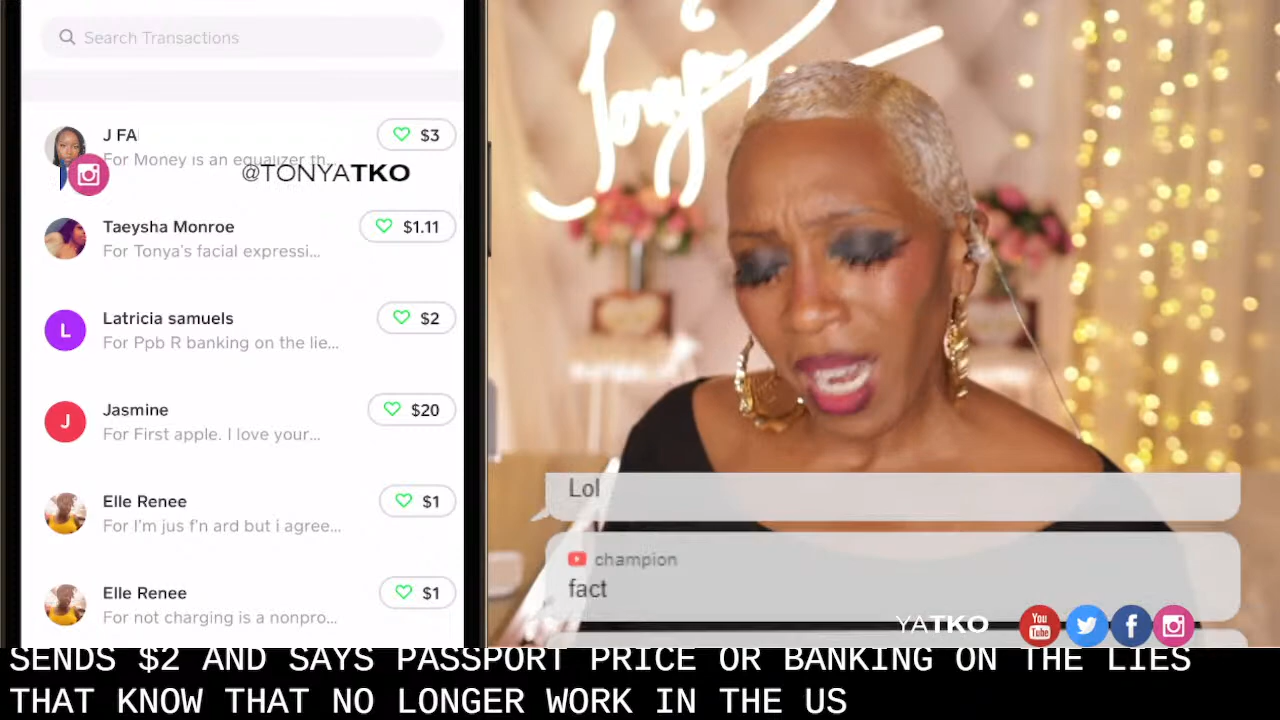 Search Transactions
J FA
$3
For Money is an equalizer th...
@TONYATKO
Taeysha Monroe
$1.11
For Tonya's facial expressi...
Latricia samuels
$2
L
For Ppb R banking on the lie...
Jasmine
$20
J
For First apple. I love your...
Elle Renee
$1
For I'm jus f'n ard but i agree...
Elle Renee
$1
For not charging is a nonpro...
Tonya T
Lol
champion
fact
YATKO
You
Tube
SENDS $2 AND SAYS PASSPORT PRICE OR BANKING ON THE LIES
THAT KNOW THAT NO LONGER WORK IN THE US